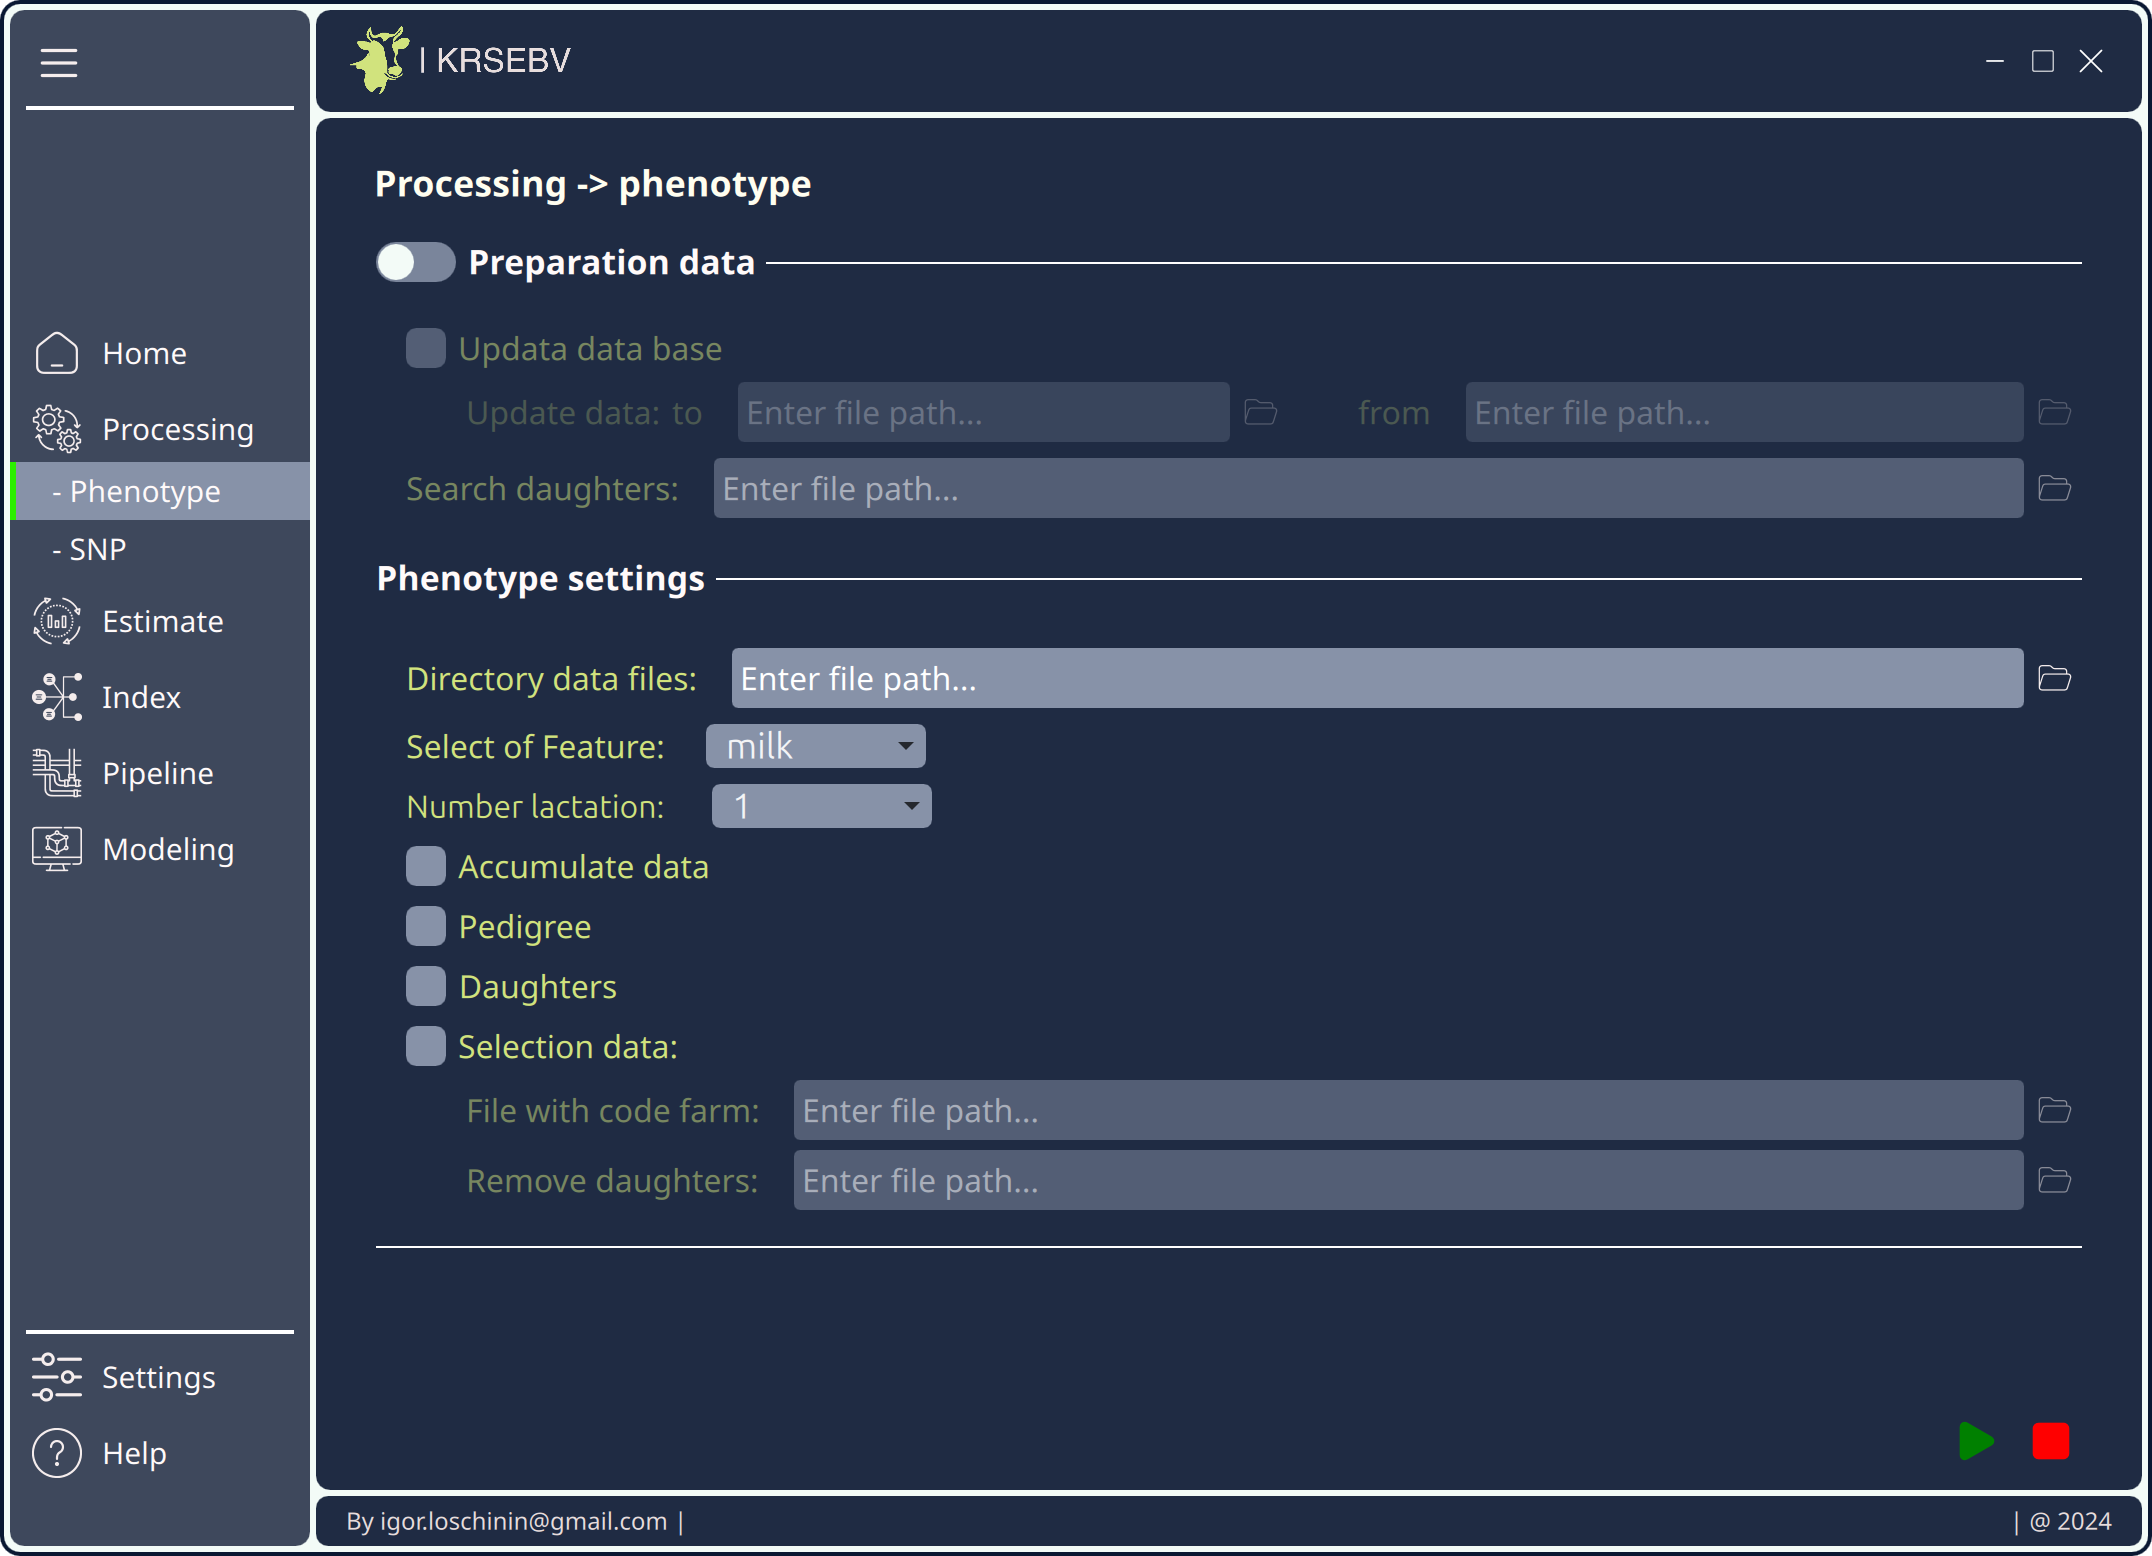 | KRSEBV
Home
Processing
- Phenotype
- SNP
Estimate
Index
Pipeline
Modeling
Settings
Help
Processing -> phenotype
Preparation data
Updata data base
Update data: to Enter file path... from Enter file path...
Search daughters: Enter file path...
Phenotype settings
Directory data files: Enter file path...
Select of Feature: milk
Number lactation: 1
Accumulate data
Pedigree
Daughters
Selection data:
File with code farm: Enter file path...
Remove daughters: Enter file path...
By igor.loschinin@gmail.com | | @ 2024